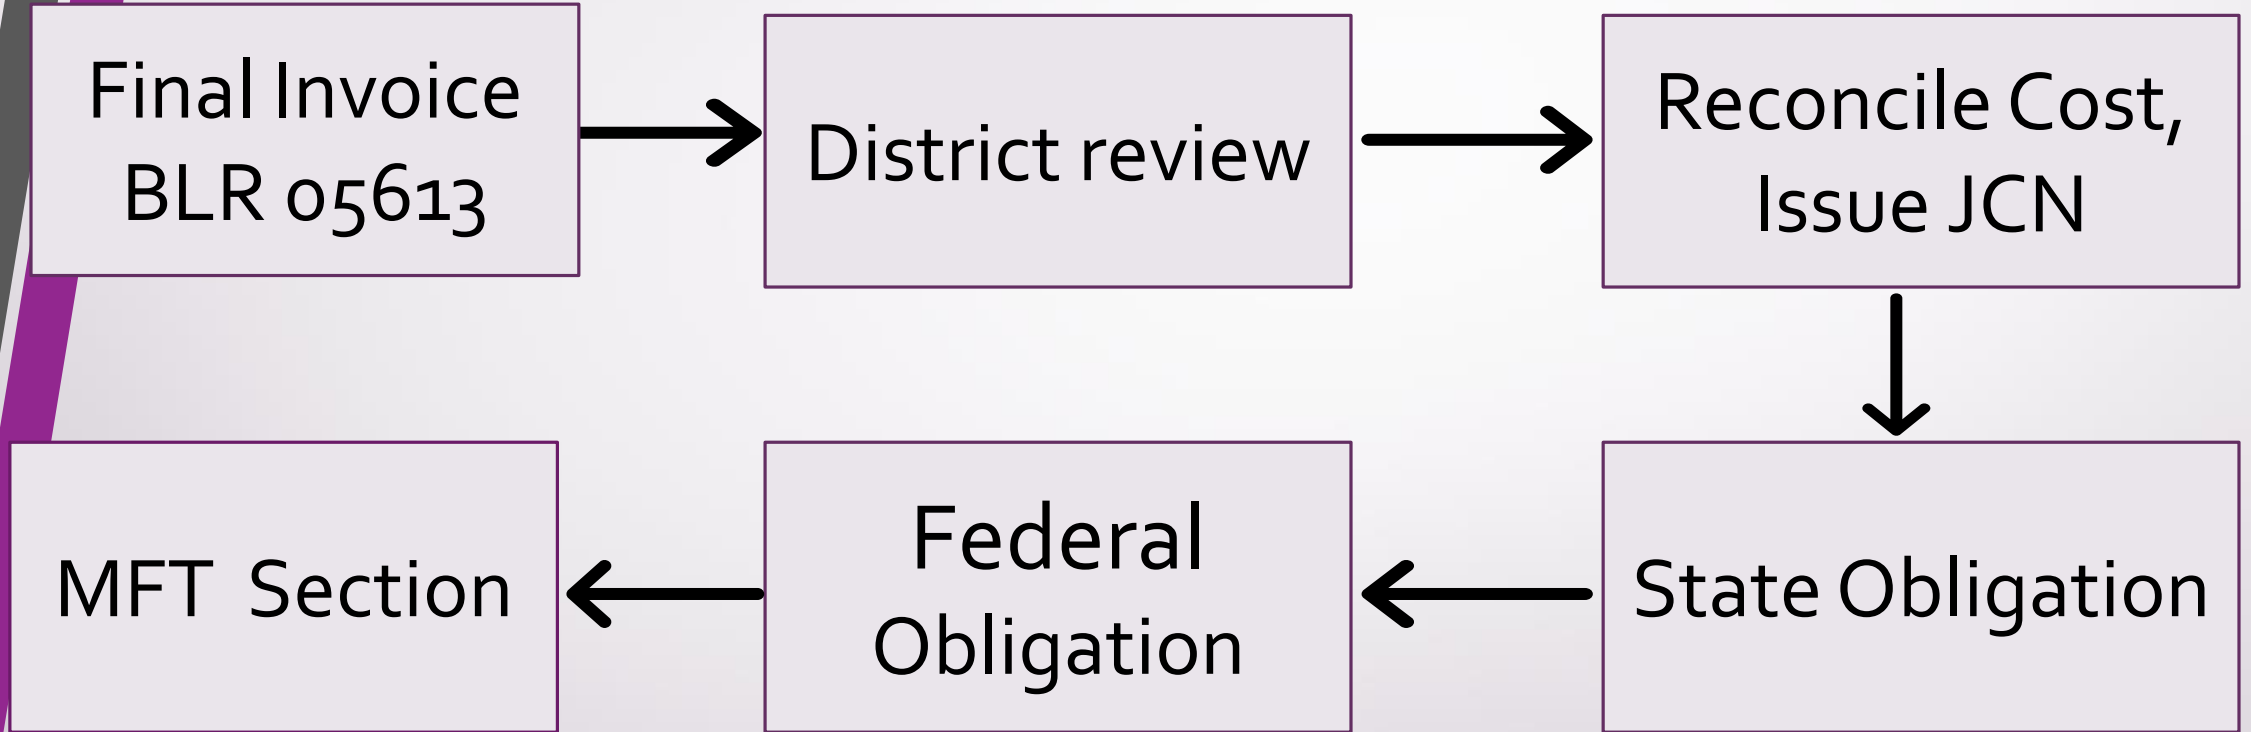 Final Invoice
BLR 05613
District review
Reconcile Cost,
Issue JCN
State Obligation
Federal
Obligation
MFT  Section